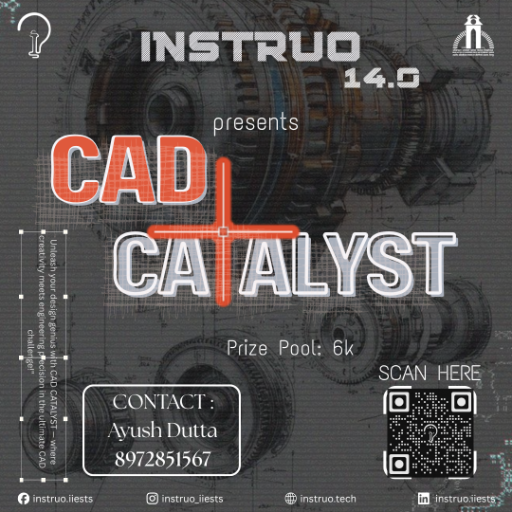 INSTRUO
14.0
presents
CAD
CATALYST
Unleash your design genius with CAD CATALYST – where
creativity meets engineering precision in the ultimate CAD
challenge!"
Prize Pool: 6k
SCAN HERE
CONTACT :
Ayush Dutta
8972851567
instruo.iiests
instruo_iiests
instruo.tech
instruo.iiests